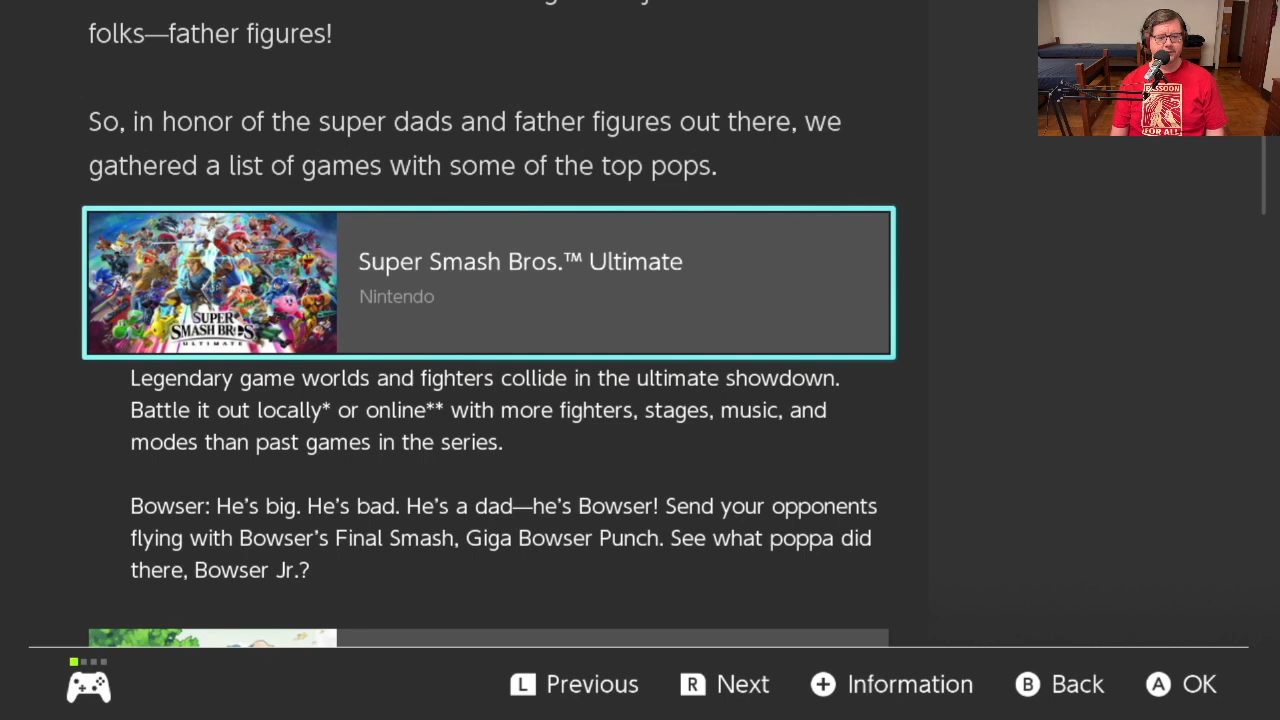 folks—father figures!
So, in honor of the super dads and father figures out there, we
gathered a list of games with some of the top pops.
SUPER
SMASH BROS.
ULTIMATE
Super Smash Bros.™ Ultimate
Nintendo
Legendary game worlds and fighters collide in the ultimate showdown.
Battle it out locally* or online** with more fighters, stages, music, and
modes than past games in the series.
Bowser: He's big. He's bad. He's a dad—he's Bowser! Send your opponents
flying with Bowser's Final Smash, Giga Bowser Punch. See what poppa did
there, Bowser Jr.?
BASSOON
FOR ALL
L Previous
R Next
+ Information
B Back
A OK